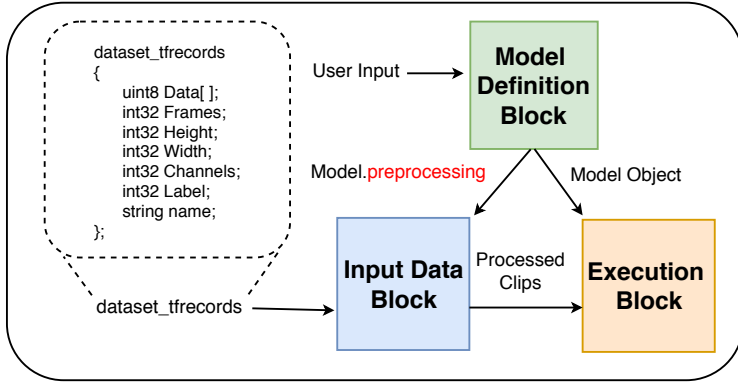 dataset_tfrecords
{
uint8 Data[ ];
int32 Frames;
int32 Height;
int32 Width;
int32 Channels;
int32 Label;
string name;
};
dataset_tfrecords
User Input
Model
Definition
Block
Model.preprocessing
Model Object
Input Data
Block
Processed
Clips
Execution
Block